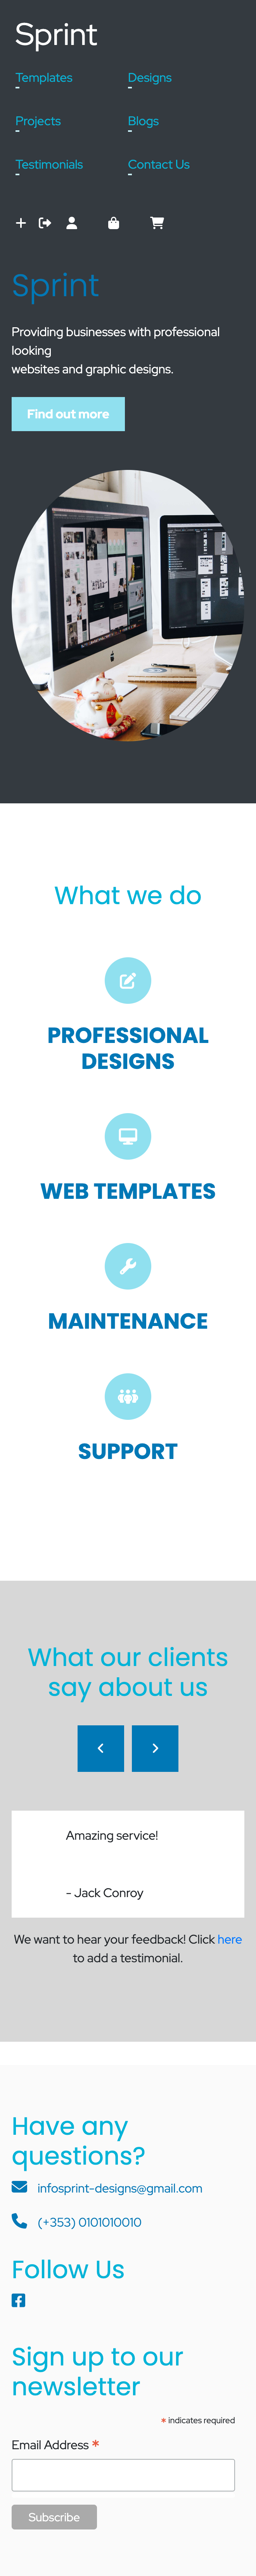 Sprint
Templates
Designs
Projects
Blogs
Testimonials
Contact Us
Sprint
Providing businesses with professional
looking
websites and graphic designs.
Find out more
What we do
PROFESSIONAL
DESIGNS
WEB TEMPLATES
MAINTENANCE
SUPPORT
What our clients
say about us
Amazing service!
- Jack Conroy
We want to hear your feedback! Click here
to add a testimonial.
Have any
questions?
infosprint-designs@gmail.com
(+353) 0101010010
Follow Us
Sign up to our
newsletter
* indicates required
Email Address *
Subscribe